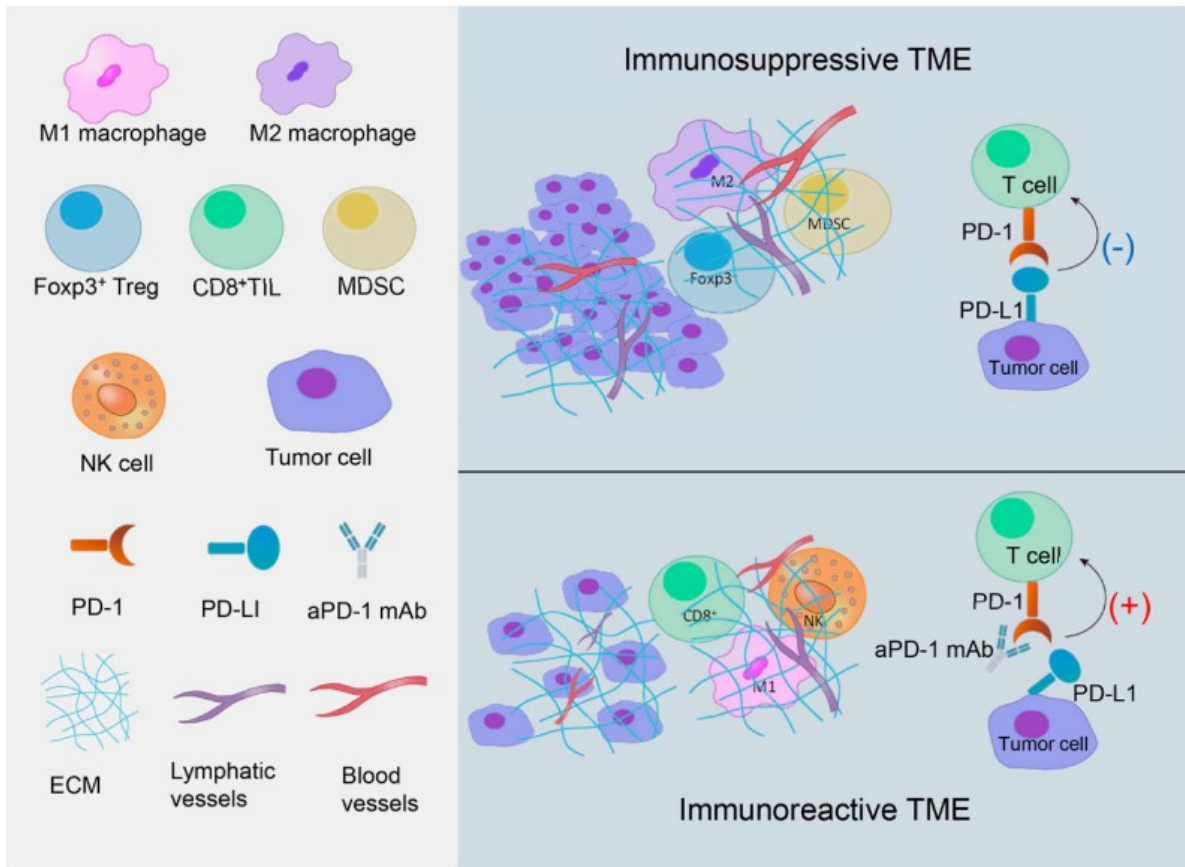 M1 macrophage
M2 macrophage
Foxp3⁺ Treg
CD8⁺TIL
MDSC
NK cell
Tumor cell
PD-1
PD-LI
aPD-1 mAb
ECM
Lymphatic
vessels
Blood
vessels
Immunosuppressive TME
M2
MDSC
Foxp3
T cell
PD-1
(-)
PD-L1
Tumor cell
CD8⁺
NK
M1
T cell
PD-1
(+)
aPD-1 mAb
PD-L1
Tumor cell
Immunoreactive TME